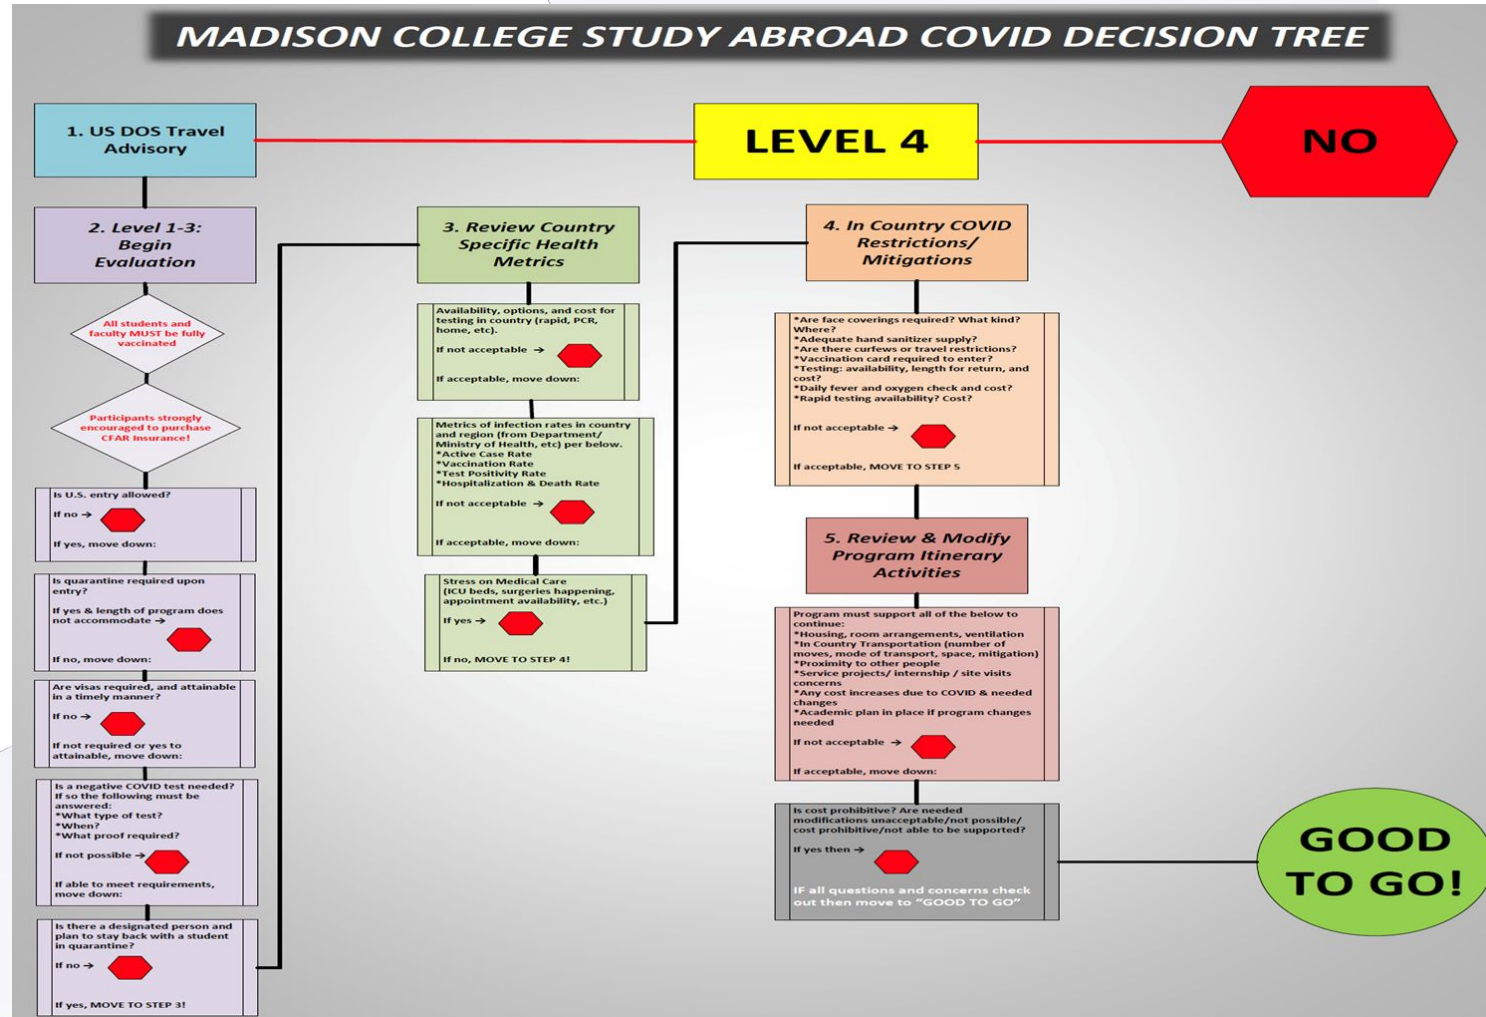 MADISON COLLEGE STUDY ABROAD COVID DECISION TREE
1. US DOS Travel
Advisory
LEVEL 4
NO
2. Level 1-3:
Begin
Evaluation
All students and
faculty MUST be fully
vaccinated
Participants strongly
encouraged to purchase
CFAR Insurance!
Is U.S. entry allowed?
If no →
If yes, move down:
Is quarantine required upon
entry?
If yes & length of program does
not accommodate →
If no, move down:
Are visas required, and attainable
in a timely manner?
If no →
If not required or yes to
attainable, move down:
Is a negative COVID test needed?
If so the following must be
answered:
*What type of test?
*When?
*What proof required?
If not possible →
If able to meet requirements,
move down:
Is there a designated person and
plan to stay back with a student
in quarantine?
If no →
If yes, MOVE TO STEP 3!
3. Review Country
Specific Health
Metrics
Availability, options, and cost for
testing in country (rapid, PCR,
home, etc).
If not acceptable →
If acceptable, move down:
Metrics of infection rates in country
and region (from Department/
Ministry of Health, etc) per below.
*Active Case Rate
*Vaccination Rate
*Test Positivity Rate
*Hospitalization & Death Rate
If not acceptable →
If acceptable, move down:
Stress on Medical Care
(ICU beds, surgeries happening,
appointment availability, etc.)
If yes →
If no, MOVE TO STEP 4!
4. In Country COVID
Restrictions/
Mitigations
*Are face coverings required? What kind?
Where?
*Adequate hand sanitizer supply?
*Are there curfews or travel restrictions?
*Vaccination card required to enter?
*Testing: availability, length for return, and
cost?
*Daily fever and oxygen check and cost?
*Rapid testing availability? Cost?
If not acceptable →
If acceptable, MOVE TO STEP 5
5. Review & Modify
Program Itinerary
Activities
Program must support all of the below to
continue:
*Housing, room arrangements, ventilation
*In Country Transportation (number of
moves, mode of transport, space, mitigation)
*Proximity to other people
*Service projects/ internship / site visits
concerns
*Any cost increases due to COVID & needed
changes
*Academic plan in place if program changes
needed
If not acceptable →
If acceptable, move down:
Is cost prohibitive? Are needed
modifications unacceptable/not possible/
cost prohibitive/not able to be supported?
If yes then →
IF all questions and concerns check
out then move to “GOOD TO GO”
GOOD
TO GO!